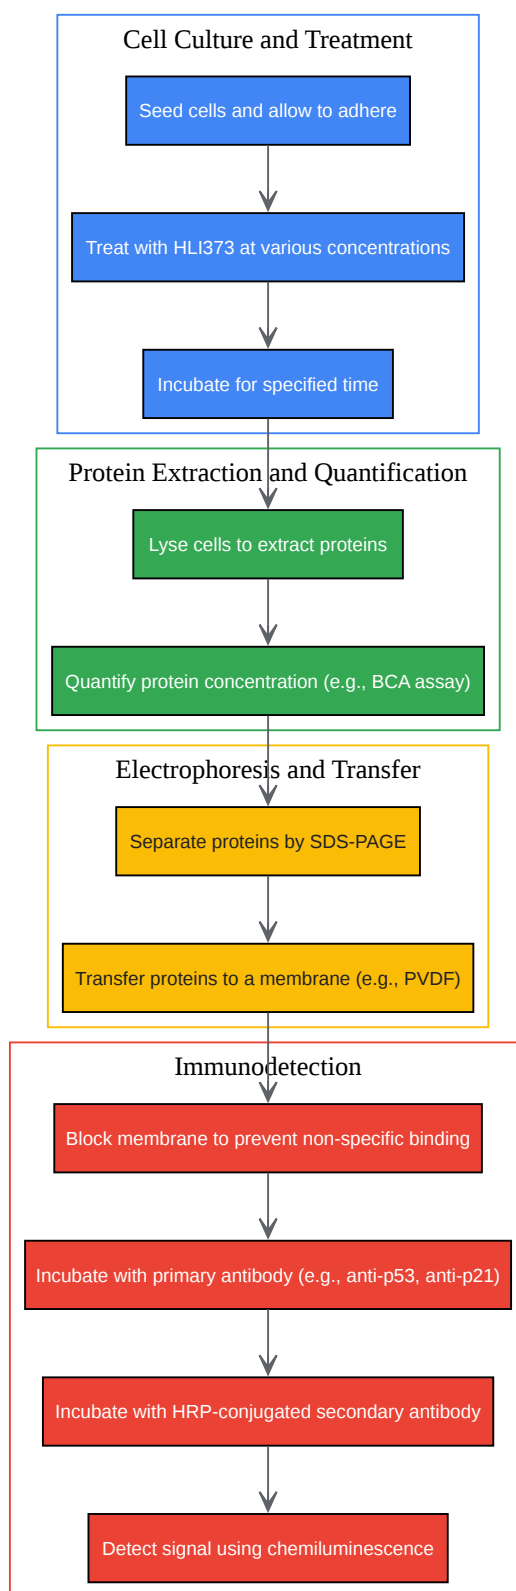 Cell Culture and Treatment
Seed cells and allow to adhere
Treat with HLI373 at various concentrations
Incubate for specified time
Protein Extraction and Quantification
Lyse cells to extract proteins
Quantify protein concentration (e.g., BCA assay)
Electrophoresis and Transfer
Separate proteins by SDS-PAGE
Transfer proteins to a membrane (e.g., PVDF)
Immunodetection
Block membrane to prevent non-specific binding
Incubate with primary antibody (e.g., anti-p53, anti-p21)
Incubate with HRP-conjugated secondary antibody
Detect signal using chemiluminescence